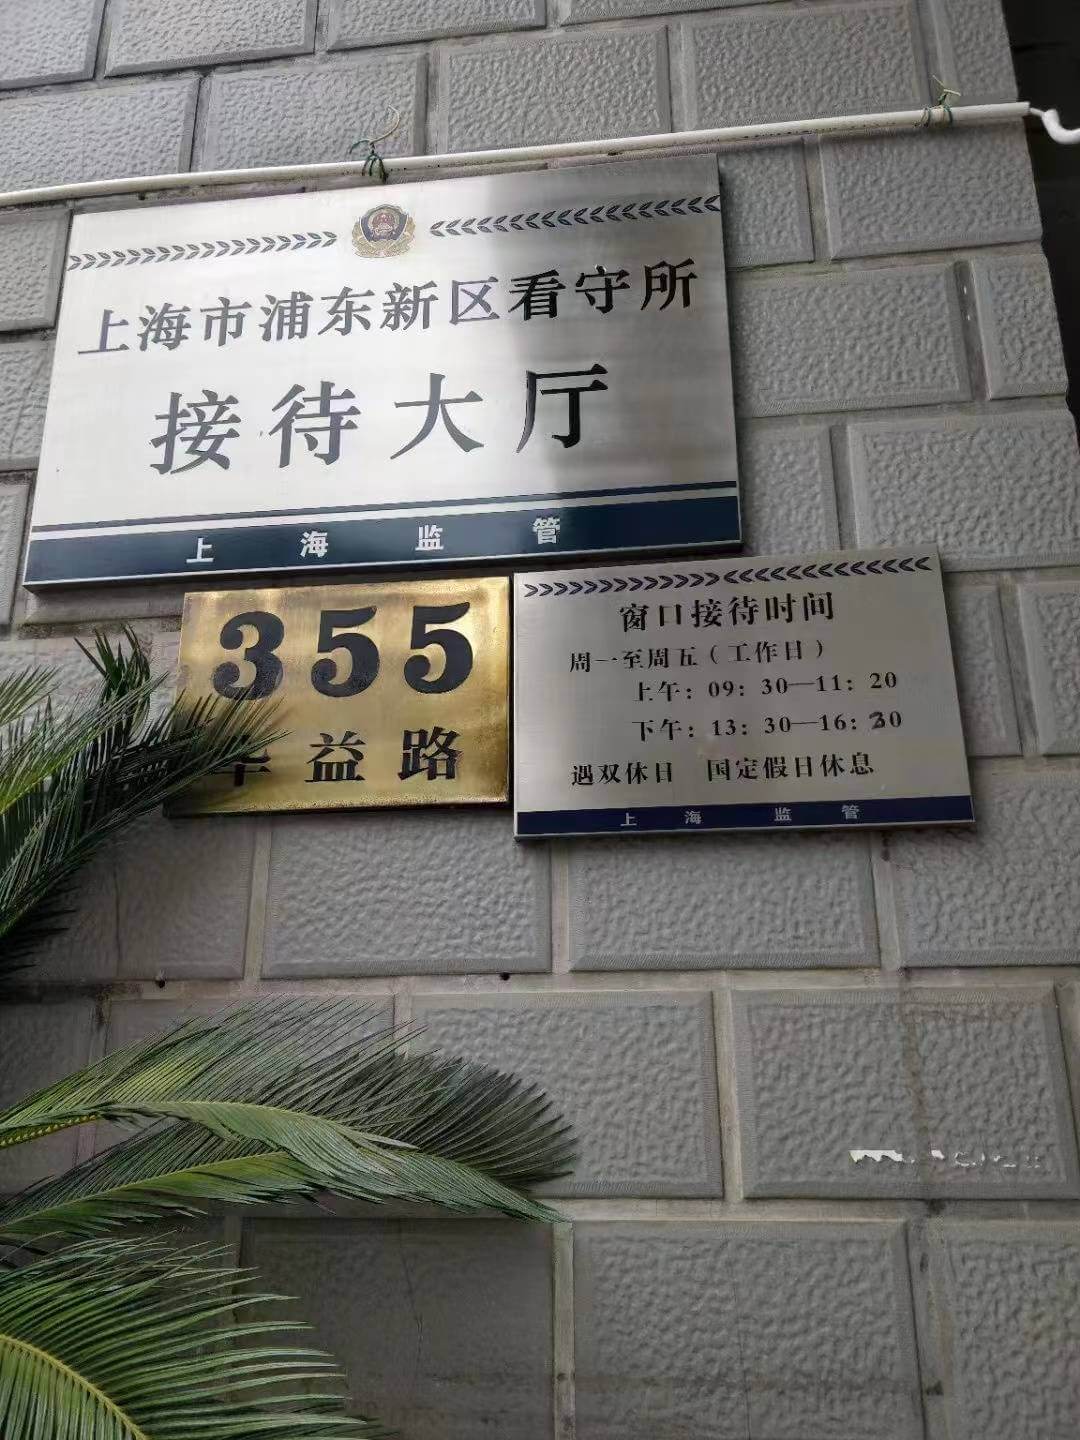 上海市浦东新区看守所
接待大厅
上海监管
355
华益路
窗口接待时间
周一至周五（工作日）
上午：09：30—11：20
下午：13：30—16：30
遇双休日 国定假日休息
上海监管